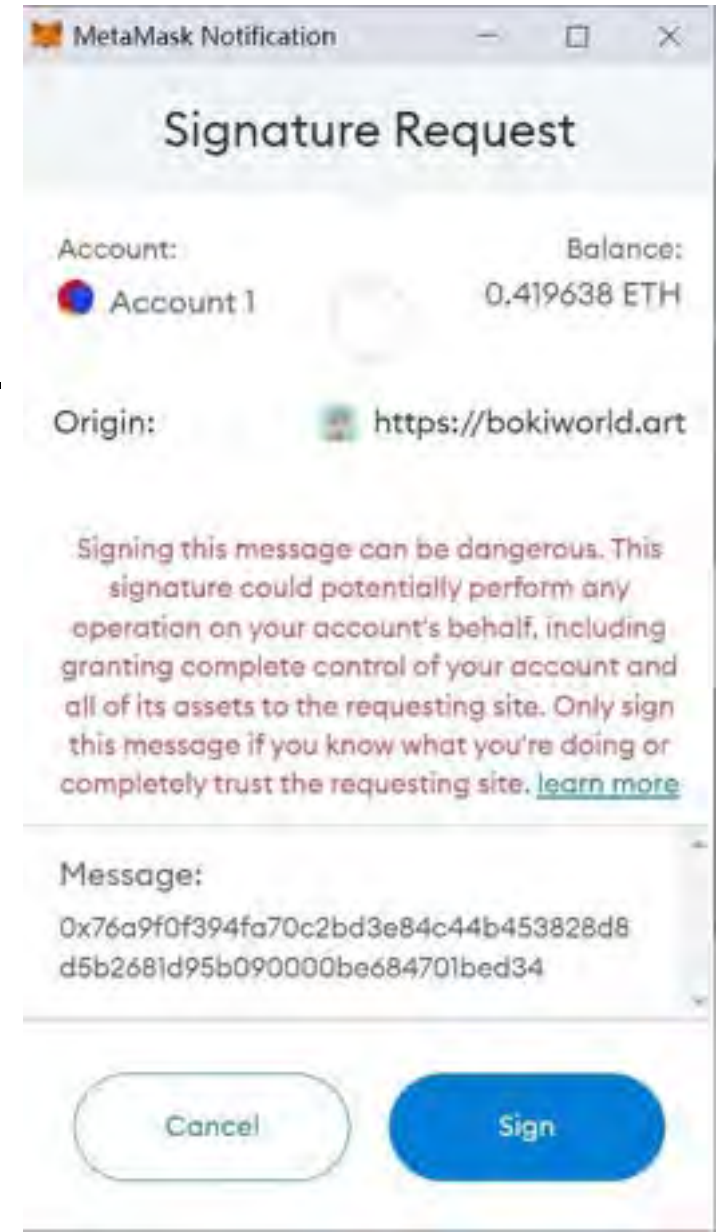 MetaMask Notification
Signature Request
Account:
Balance:
Account 1
0.419638 ETH
Origin:
https://bokiworld.art
Signing this message can be dangerous. This
signature could potentially perform any
operation on your account's behalf, including
granting complete control of your account and
all of its assets to the requesting site. Only sign
this message if you know what you're doing or
completely trust the requesting site. learn more
Message:
0x76a9f0f394fa70c2bd3e84c44b453828d8
d5b2681d95b090000be684701bed34
Cancel
Sign